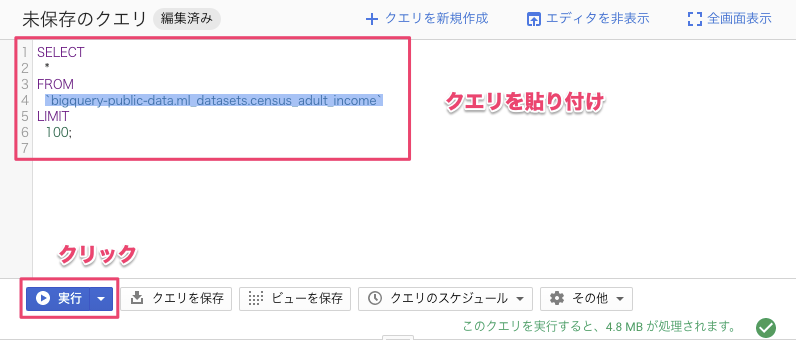 未保存のクエリ 編集済み + クエリを新規作成 エディタを非表示 全画面表示
1 SELECT
2 *
3 FROM
4 `bigquery-public-data.ml_datasets.census_adult_income`
クエリを貼り付け
5 LIMIT
6 100;
7
クリック
実行 クエリを保存 ビューを保存 クエリのスケジュール その他
このクエリを実行すると、4.8 MB が処理されます。